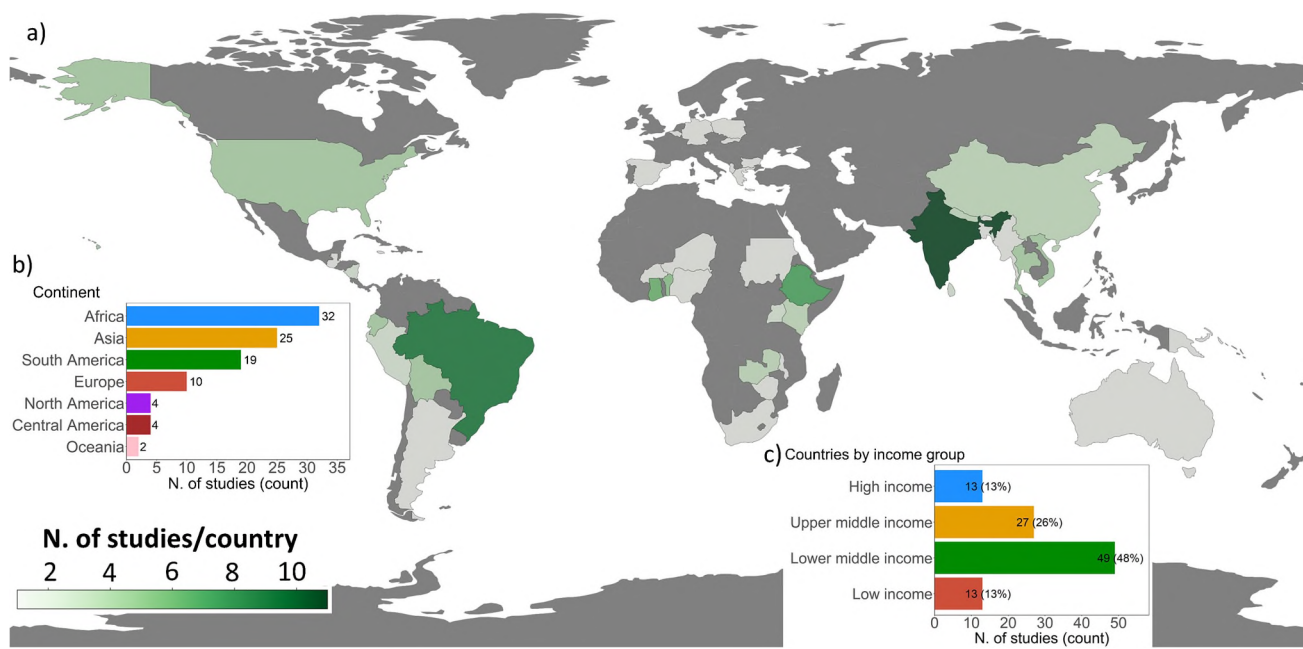 a)
b)
Continent
Africa 32
Asia 25
South America 19
Europe 10
North America 4
Central America 4
Oceania 2
0 5 10 15 20 25 30 35
N. of studies (count)
c) Countries by income group
High income 13 (13%)
Upper middle income 27 (26%)
Lower middle income 49 (48%)
Low income 13 (13%)
0 10 20 30 40 50
N. of studies (count)
N. of studies/country
2 4 6 8 10